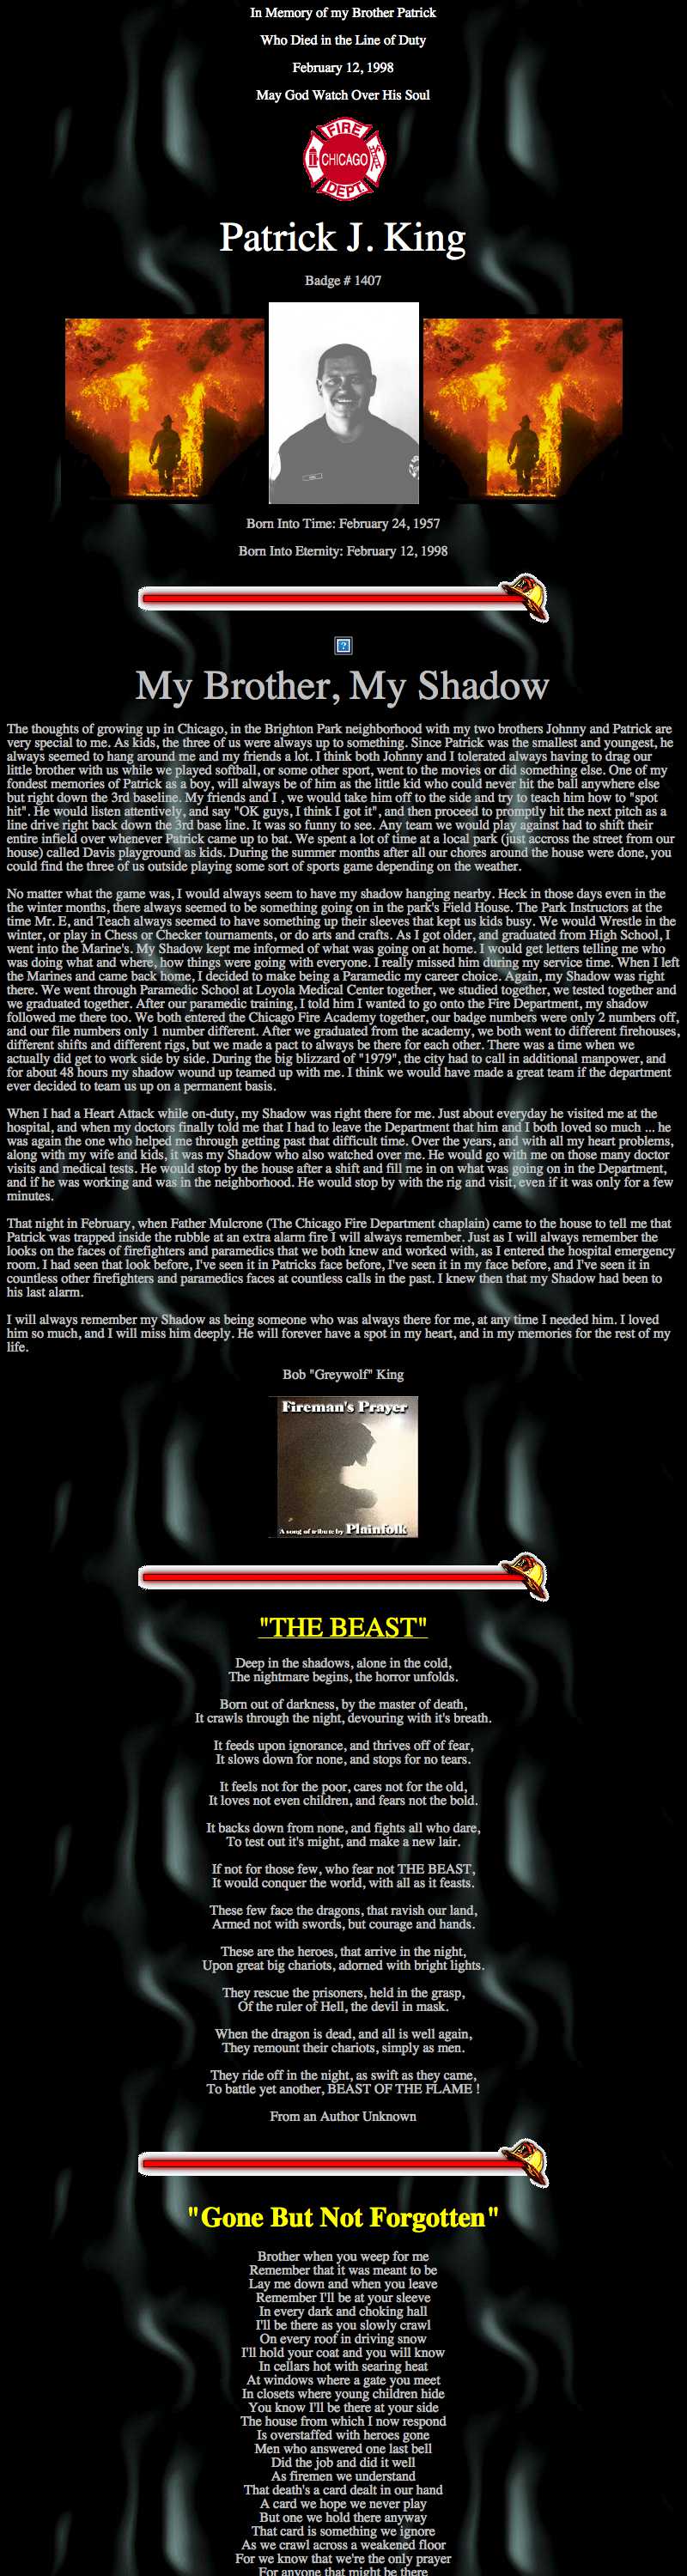 In Memory of my Brother Patrick
Who Died in the Line of Duty
February 12, 1998
May God Watch Over His Soul
FIRE
CHICAGO
DEPT.
Patrick J. King
Badge # 1407
Born Into Time: February 24, 1957
Born Into Eternity: February 12, 1998
My Brother, My Shadow
The thoughts of growing up in Chicago, in the Brighton Park neighborhood with my two brothers Johnny and Patrick are
very special to me. As kids, the three of us were always up to something. Since Patrick was the smallest and youngest, he
always seemed to hang around me and my friends a lot. I think both Johnny and I tolerated always having to drag our
little brother with us while we played softball, or some other sport, went to the movies or did something else. One of my
fondest memories of Patrick as a boy, will always be of him as the little kid who could never hit the ball anywhere else
but right down the 3rd baseline. My friends and I , we would take him off to the side and try to teach him how to "spot
hit". He would listen attentively, and say "OK guys, I think I got it", and then proceed to promptly hit the next pitch as a
line drive right back down the 3rd base line. It was so funny to see. Any team we would play against had to shift their
entire infield over whenever Patrick came up to bat. We spent a lot of time at a local park (just accross the street from our
house) called Davis playground as kids. During the summer months after all our chores around the house were done, you
could find the three of us outside playing some sort of sports game depending on the weather.
No matter what the game was, I would always seem to have my shadow hanging nearby. Heck in those days even in the
the winter months, there always seemed to be something going on in the park's Field House. The Park Instructors at the
time Mr. E, and Teach always seemed to have something up their sleeves that kept us kids busy. We would Wrestle in the
winter, or play in Chess or Checker tournaments, or do arts and crafts. As I got older, and graduated from High School, I
went into the Marine's. My Shadow kept me informed of what was going on at home. I would get letters telling me who
was doing what and where, how things were going with everyone. I really missed him during my service time. When I left
the Marines and came back home, I decided to make being a Paramedic my career choice. Again, my Shadow was right
there. We went through Paramedic School at Loyola Medical Center together, we studied together, we tested together and
we graduated together. After our paramedic training, I told him I wanted to go onto the Fire Department, my shadow
followed me there too. We both entered the Chicago Fire Academy together, our badge numbers were only 2 numbers off,
and our file numbers only 1 number different. After we graduated from the academy, we both went to different firehouses,
different shifts and different rigs, but we made a pact to always be there for each other. There was a time when we
actually did get to work side by side. During the big blizzard of "1979", the city had to call in additional manpower, and
for about 48 hours my shadow wound up teamed up with me. I think we would have made a great team if the department
ever decided to team us up on a permanent basis.
When I had a Heart Attack while on-duty, my Shadow was right there for me. Just about everyday he visited me at the
hospital, and when my doctors finally told me that I had to leave the Department that him and I both loved so much ... he
was again the one who helped me through getting past that difficult time. Over the years, and with all my heart problems,
along with my wife and kids, it was my Shadow who also watched over me. He would go with me on those many doctor
visits and medical tests. He would stop by the house after a shift and fill me in on what was going on in the Department,
and if he was working and was in the neighborhood. He would stop by with the rig and visit, even if it was only for a few
minutes.
That night in February, when Father Mulcrone (The Chicago Fire Department chaplain) came to the house to tell me that
Patrick was trapped inside the rubble at an extra alarm fire I will always remember. Just as I will always remember the
looks on the faces of firefighters and paramedics that we both knew and worked with, as I entered the hospital emergency
room. I had seen that look before, I've seen it in Patricks face before, I've seen it in my face before, and I've seen it in
countless other firefighters and paramedics faces at countless calls in the past. I knew then that my Shadow had been to
his last alarm.
I will always remember my Shadow as being someone who was always there for me, at any time I needed him. I loved
him so much, and I will miss him deeply. He will forever have a spot in my heart, and in my memories for the rest of my
life.
Bob "Greywolf" King
Fireman's Prayer
A song of tribute by Plainfolk
"THE BEAST"
Deep in the shadows, alone in the cold,
The nightmare begins, the horror unfolds.
Born out of darkness, by the master of death,
It crawls through the night, devouring with it's breath.
It feeds upon ignorance, and thrives off of fear,
It slows down for none, and stops for no tears.
It feels not for the poor, cares not for the old,
It loves not even children, and fears not the bold.
It backs down from none, and fights all who dare,
To test out it's might, and make a new lair.
If not for those few, who fear not THE BEAST,
It would conquer the world, with all as it feasts.
These few face the dragons, that ravish our land,
Armed not with swords, but courage and hands.
These are the heroes, that arrive in the night,
Upon great big chariots, adorned with bright lights.
They rescue the prisoners, held in the grasp,
Of the ruler of Hell, the devil in mask.
When the dragon is dead, and all is well again,
They remount their chariots, simply as men.
They ride off in the night, as swift as they came,
To battle yet another, BEAST OF THE FLAME !
From an Author Unknown
"Gone But Not Forgotten"
Brother when you weep for me
Remember that it was meant to be
Lay me down and when you leave
Remember I'll be at your sleeve
In every dark and choking hall
I'll be there as you slowly crawl
On every roof in driving snow
I'll hold your coat and you will know
In cellars hot with searing heat
At windows where a gate you meet
In closets where young children hide
You know I'll be there at your side
The house from which I now respond
Is overstaffed with heroes gone
Men who answered one last bell
Did the job and did it well
As firemen we understand
That death's a card dealt in our hand
A card we hope we never play
But one we hold there anyway
That card is something we ignore
As we crawl across a weakened floor
For we know that we're the only prayer
For anyone that might be there